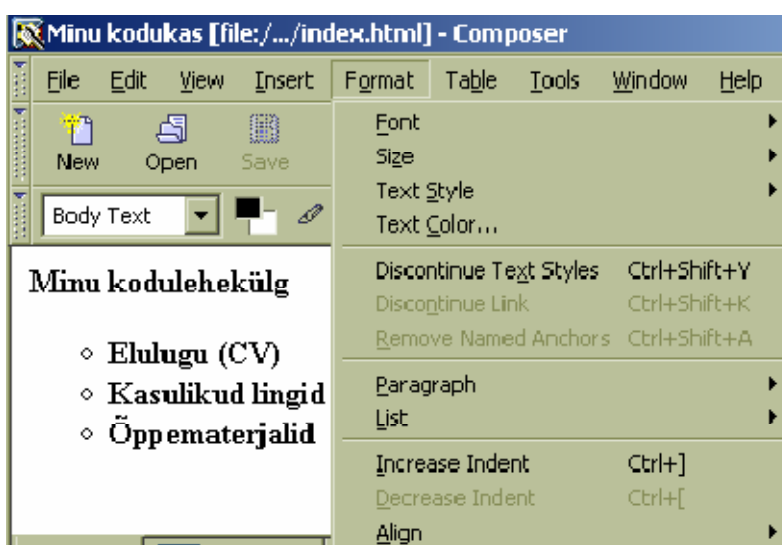 Minu kodukas [file:/.../index.html] - Composer
File Edit View Insert Format Table Tools Window Help
New Open Save
Body Text
Minu kodulehekülg
Elulugu (CV)
Kasulikud lingid
Õppematerjalid
Font
Size
Text Style
Text Color...
Discontinue Text Styles Ctrl+Shift+Y
Discontinue Link Ctrl+Shift+K
Remove Named Anchors Ctrl+Shift+A
Paragraph
List
Increase Indent Ctrl+]
Decrease Indent Ctrl+[
Align